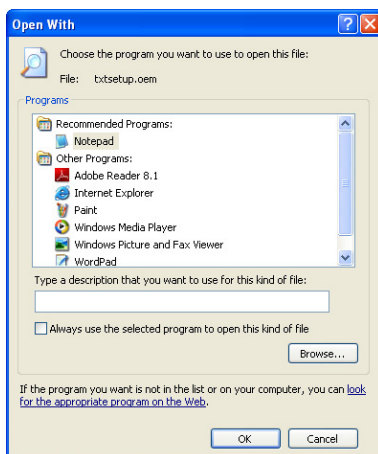 Open With
Choose the program you want to use to open this file:
File: txtsetup.oem
Programs
Recommended Programs:
Notepad
Other Programs:
Adobe Reader 8.1
Internet Explorer
Paint
Windows Media Player
Windows Picture and Fax Viewer
WordPad
Type a description that you want to use for this kind of file:
Always use the selected program to open this kind of file
Browse...
If the program you want is not in the list or on your computer, you can look
for the appropriate program on the Web.
OK Cancel